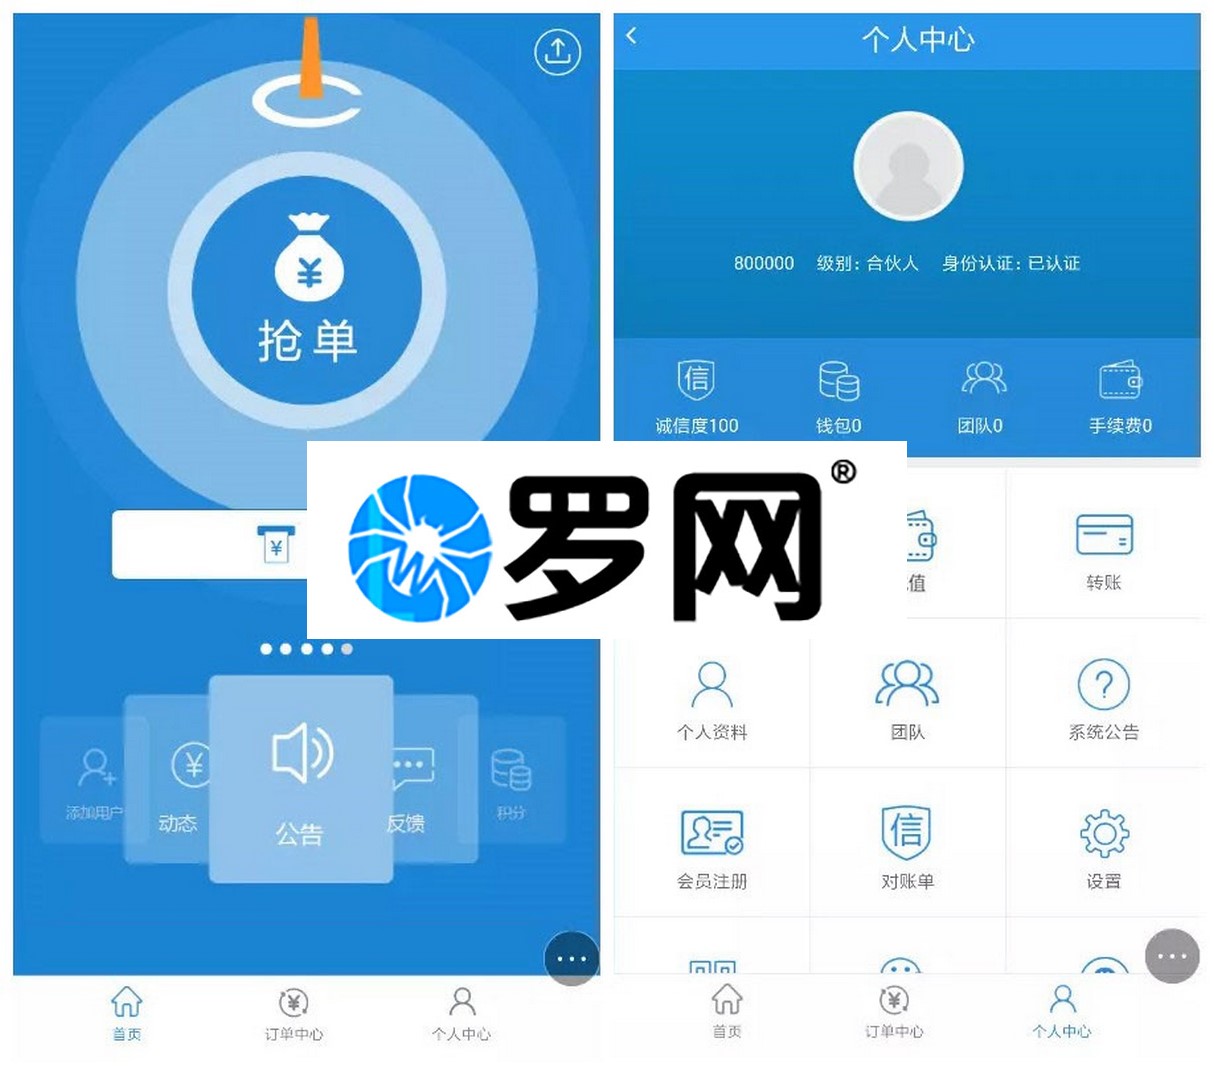 抢单
¥
添加用户
动态
公告
反馈
积分
首页
订单中心
个人中心
个人中心
800000 级别：合伙人 身份认证：已认证
信
诚信度100
钱包0
团队0
手续费0
罗网®
值
转账
个人资料
团队
系统公告
会员注册
信
对账单
设置
首页
订单中心
个人中心